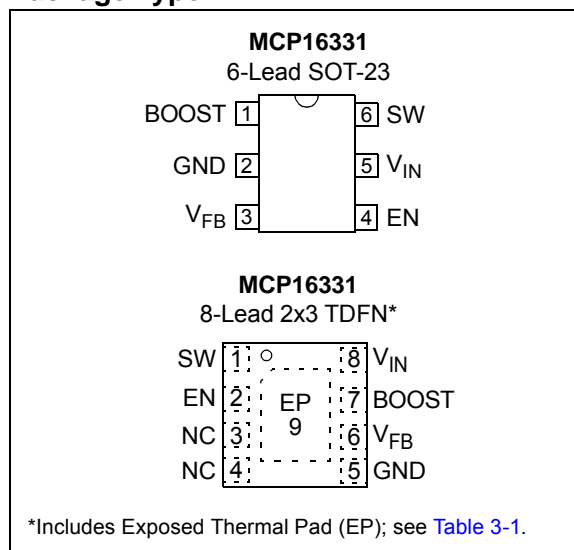 MCP16331
6-Lead SOT-23
BOOST 1 6 SW
GND 2 5 VIN
VFB 3 4 EN
MCP16331
8-Lead 2x3 TDFN*
SW 1 8 VIN
EN 2 EP 7 BOOST
NC 3 9 6 VFB
NC 4 5 GND
*Includes Exposed Thermal Pad (EP); see Table 3-1.